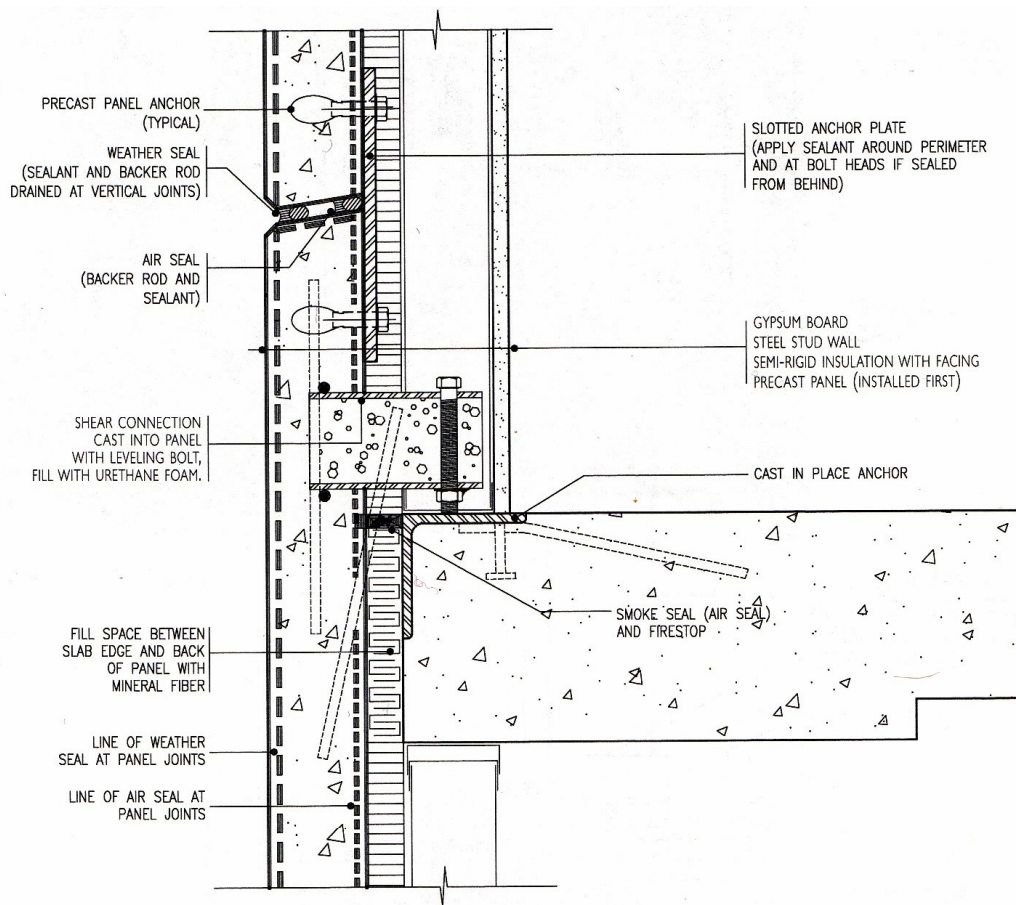 PRECAST PANEL ANCHOR
(TYPICAL)
WEATHER SEAL
(SEALANT AND BACKER ROD
DRAINED AT VERTICAL JOINTS)
AIR SEAL
(BACKER ROD AND
SEALANT)
SHEAR CONNECTION
CAST INTO PANEL
WITH LEVELING BOLT,
FILL WITH URETHANE FOAM.
FILL SPACE BETWEEN
SLAB EDGE AND BACK
OF PANEL WITH
MINERAL FIBER
LINE OF WEATHER
SEAL AT PANEL JOINTS
LINE OF AIR SEAL AT
PANEL JOINTS
SLOTTED ANCHOR PLATE
(APPLY SEALANT AROUND PERIMETER
AND AT BOLT HEADS IF SEALED
FROM BEHIND)
GYPSUM BOARD
STEEL STUD WALL
SEMI-RIGID INSULATION WITH FACING
PRECAST PANEL (INSTALLED FIRST)
CAST IN PLACE ANCHOR
SMOKE SEAL (AIR SEAL)
AND FIRESTOP